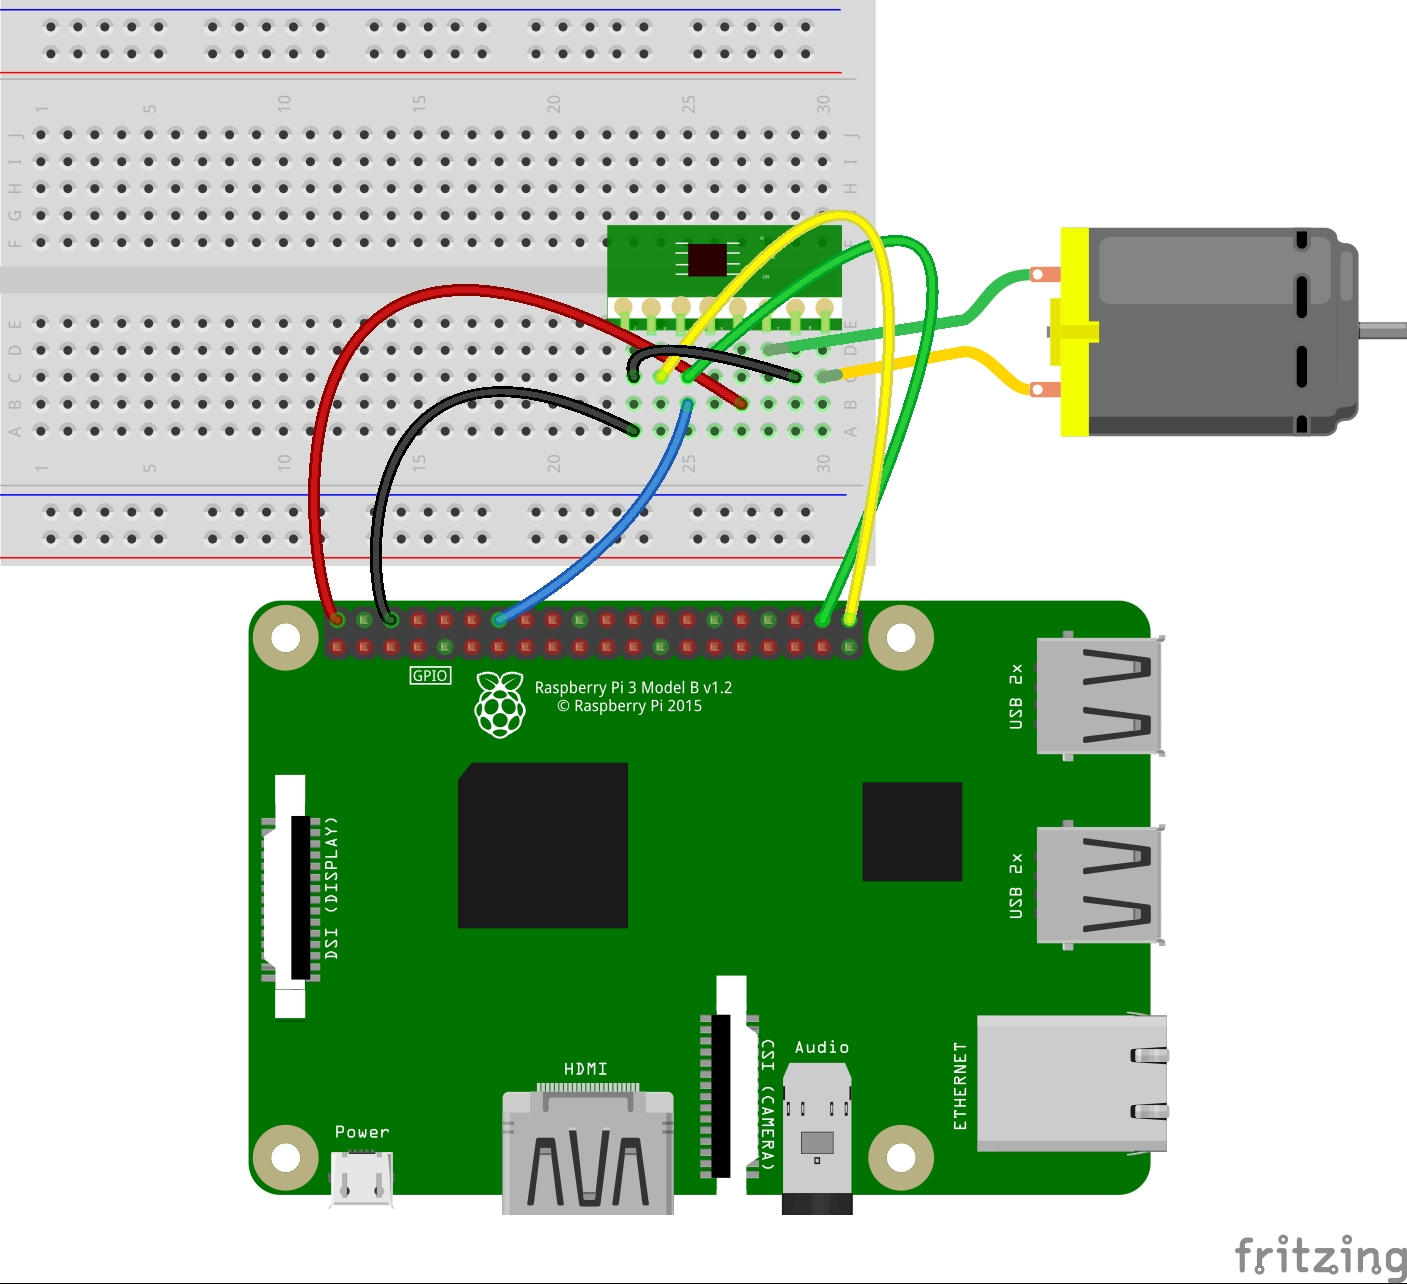 1 5 10 15 20 25 30
J J
I I
H H
G G
F F
E E
D D
C C
B B
A A
1 5 10 15 20 25 30
GPIO
Raspberry Pi 3 Model B v1.2
© Raspberry Pi 2015
USB 2x
DSI (DISPLAY)
USB 2x
Audio
CSI (CAMERA)
ETHERNET
HDMI
Power
fritzing